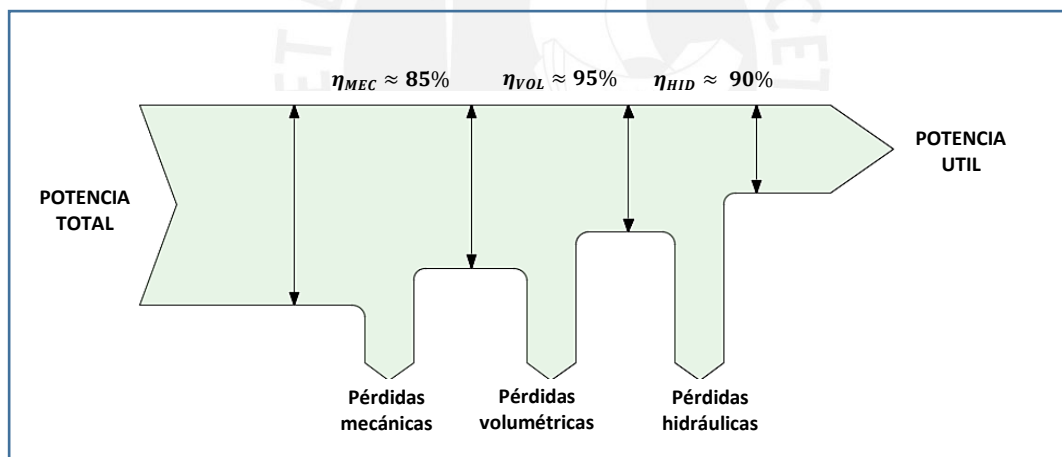 η_MEC ≈ 85%
η_VOL ≈ 95%
η_HID ≈ 90%
POTENCIA
TOTAL
POTENCIA
UTIL
Pérdidas
mecánicas
Pérdidas
volumétricas
Pérdidas
hidráulicas